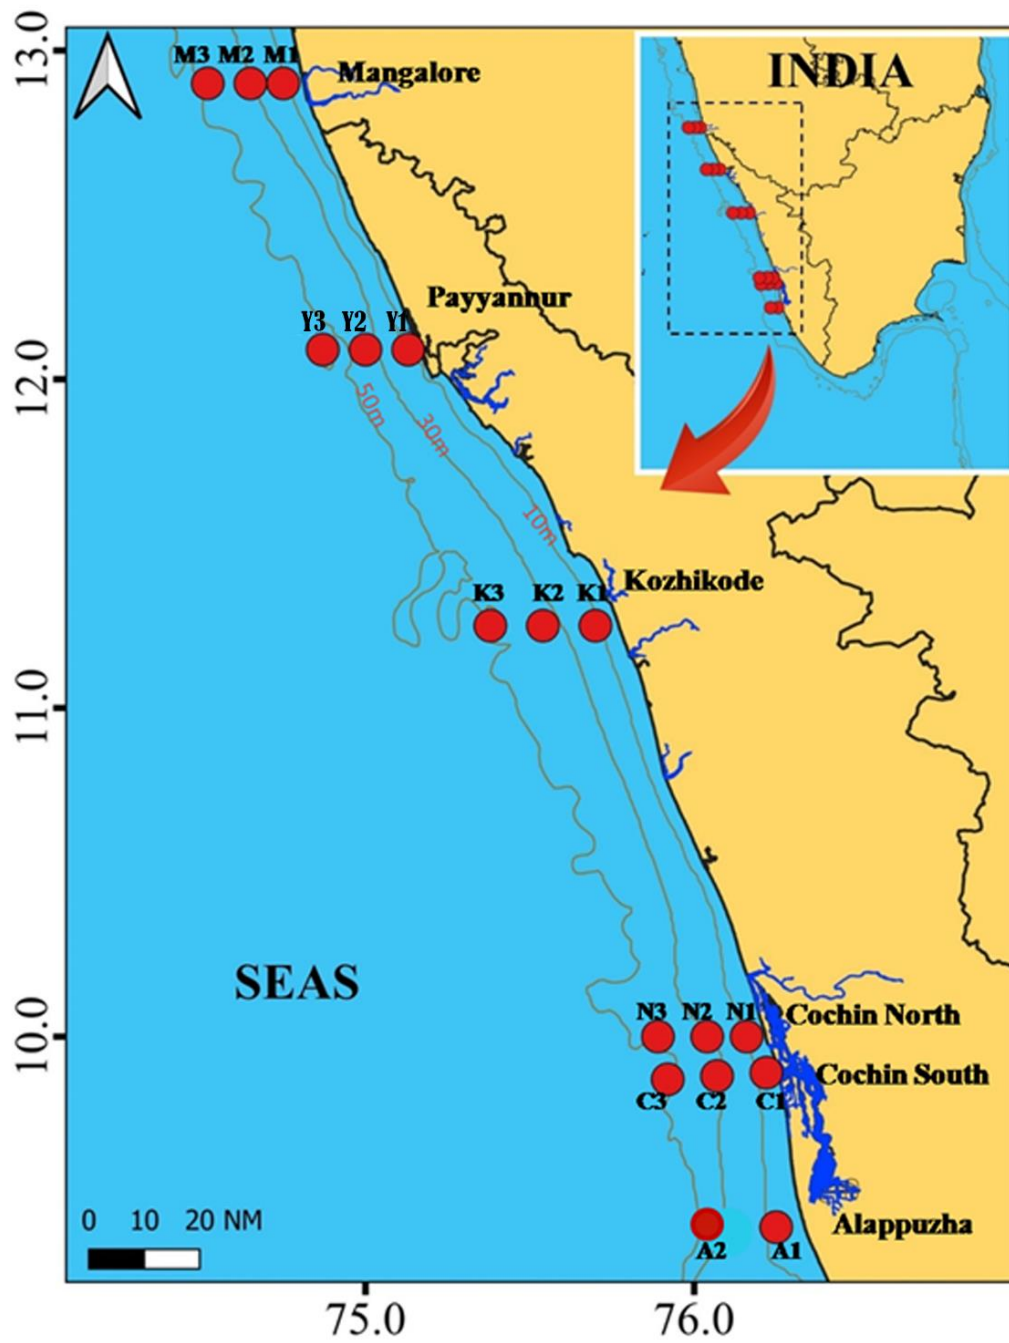 13.0
M3 M2 M1
Mangalore
INDIA
Payyannur
Y3 Y2 Y1
12.0
50m
30m
10m
Kozhikode
K3 K2 K1
11.0
SEAS
10.0
N3 N2 N1
Cochin North
Cochin South
C3 C2 C1
0 10 20 NM
Alappuzha
A2 A1
75.0 76.0